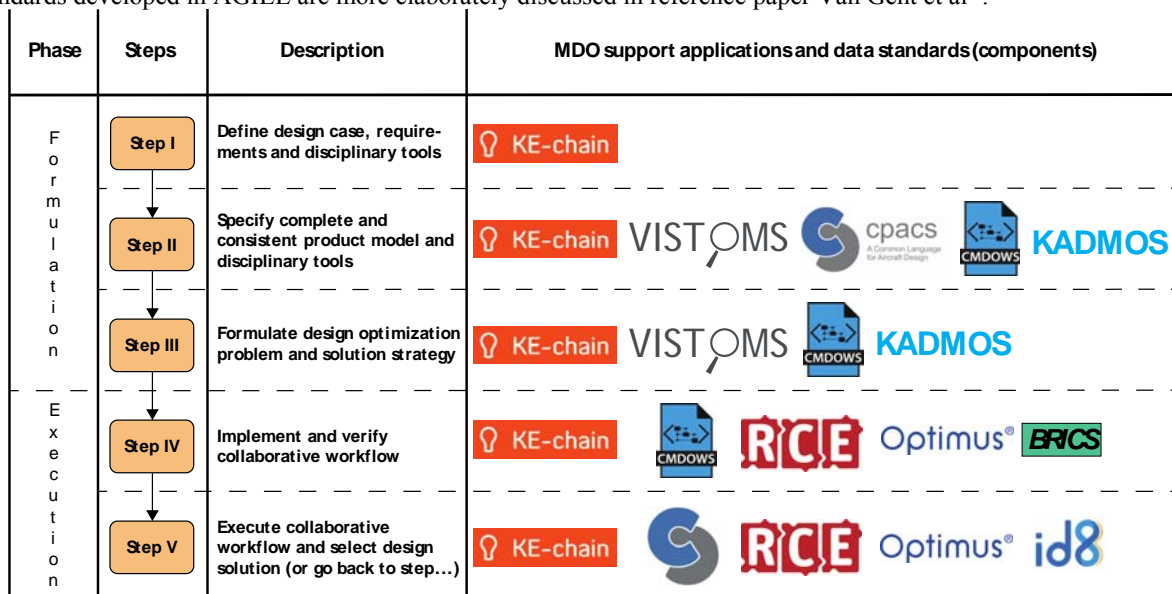 ndards developed in AGILE are more elaborately discussed in reference paper Van Gent et al .
Phase
Steps
Description
MDO support applications and data standards (components)
Formulation
Step I
Define design case, require-
ments and disciplinary tools
KE-chain
Step II
Specify complete and
consistent product model and
disciplinary tools
KE-chain
VISTOMS
cpacs
A Common Language
for Aircraft Design
CMDOWS
KADMOS
Step III
Formulate design optimization
problem and solution strategy
KE-chain
VISTOMS
CMDOWS
KADMOS
Execution
Step IV
Implement and verify
collaborative workflow
KE-chain
CMDOWS
RCE
Optimus®
BRICS
Step V
Execute collaborative
workflow and select design
solution (or go back to step...)
KE-chain
RCE
Optimus®
id8